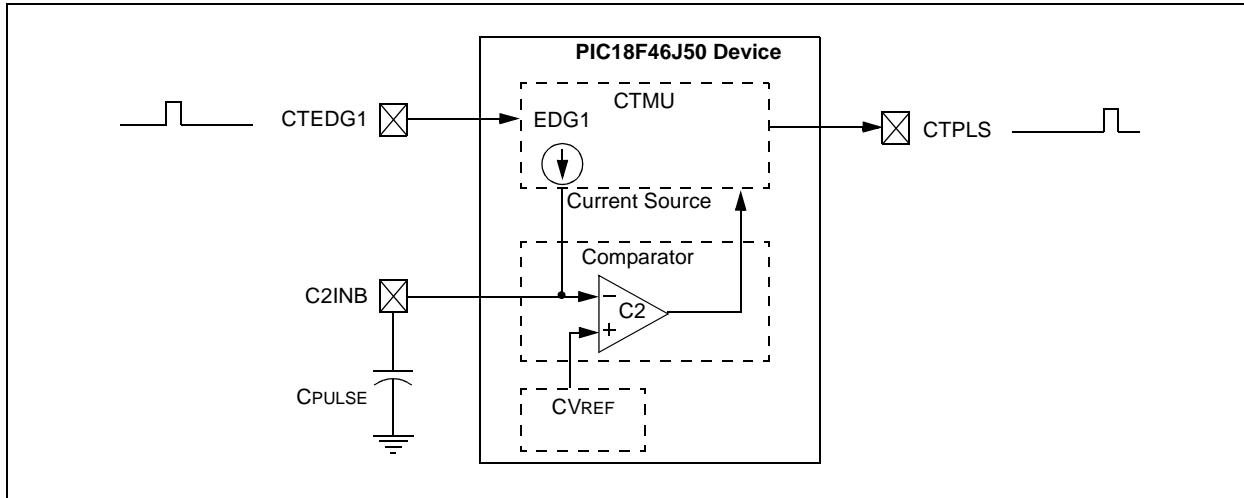 PIC18F46J50 Device
CTMU
CTEDG1
EDG1
CTPLS
Current Source
Comparator
C2INB
−
C2
+
CPULSE
CVREF